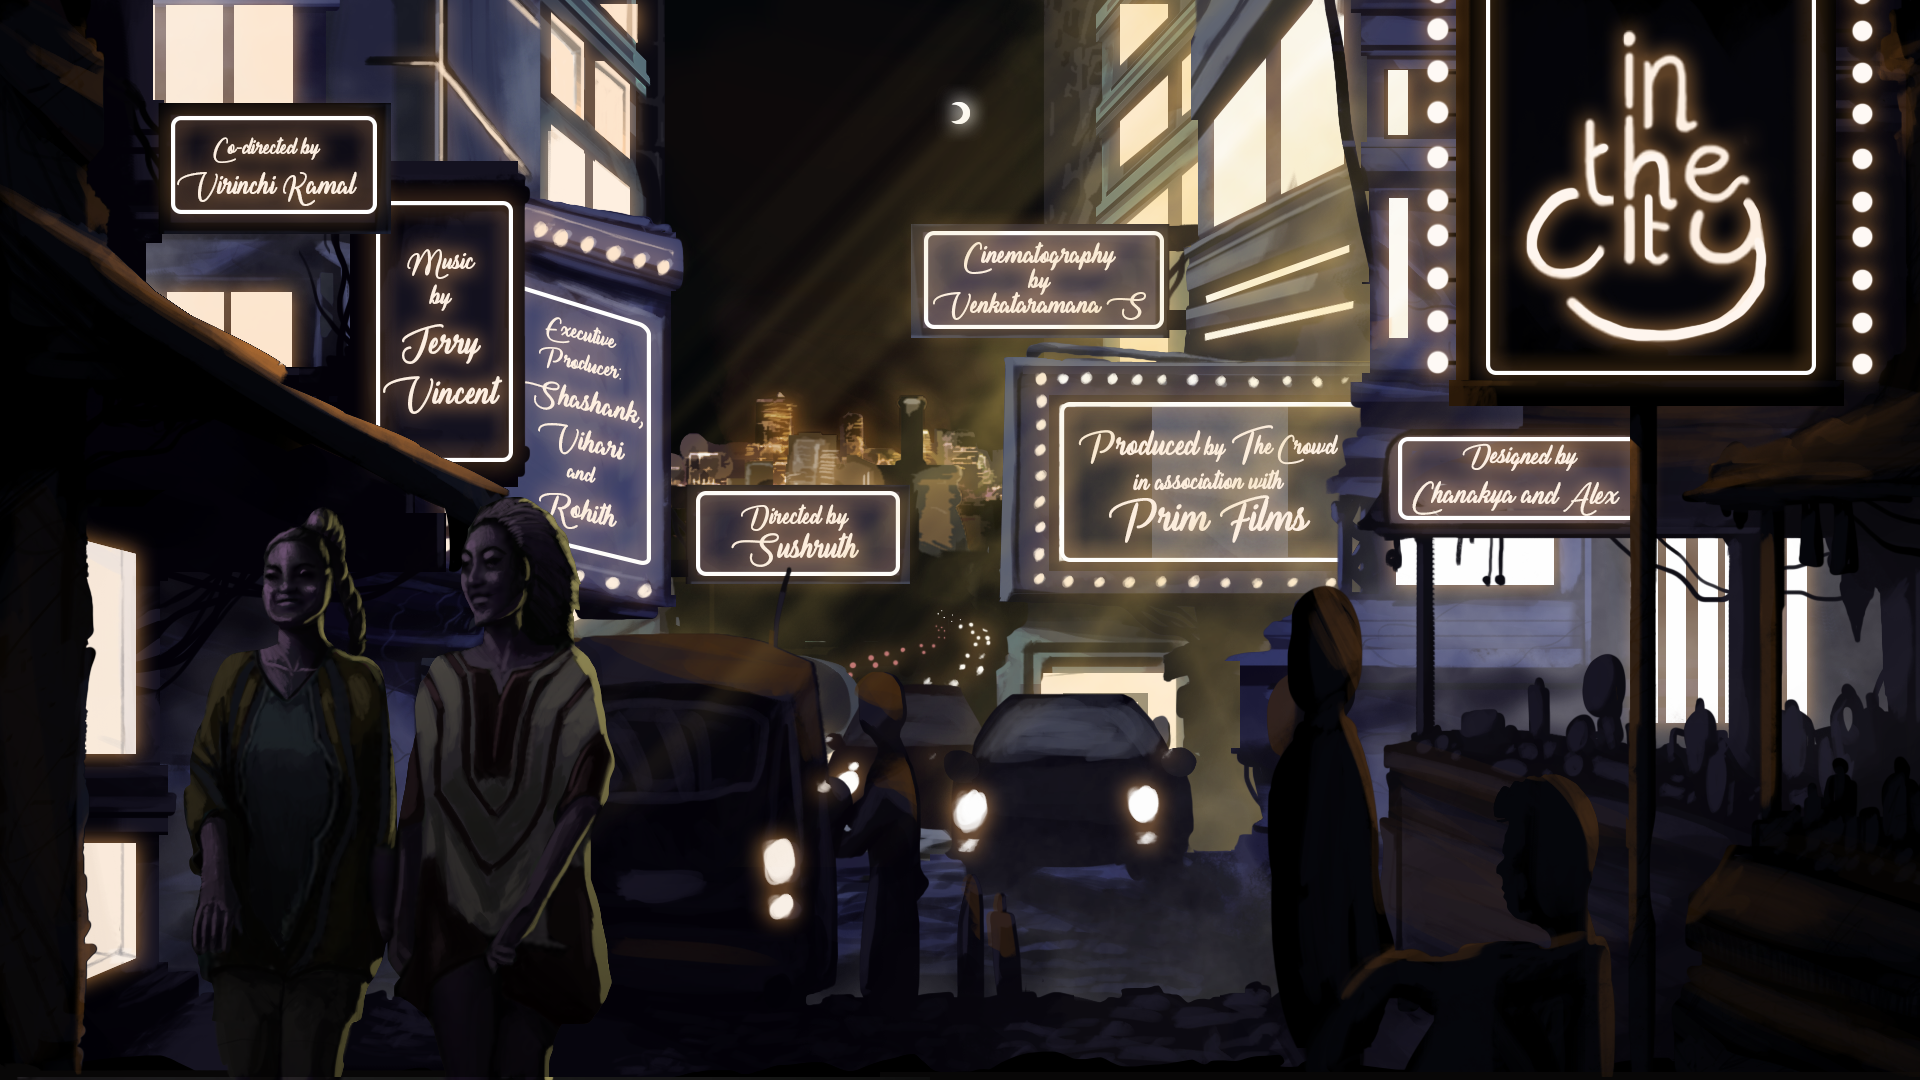 in
the
city
Co-directed by
Virinchi Kamal
Music
by
Jerry
Vincent
Executive
Producer:
Shashank,
Vihari
and
Rohith
Directed by
Sushruth
Cinematography
by
Venkataramana S
Produced by The Crowd
in association with
Prim Films
Designed by
Chanakya and Alex